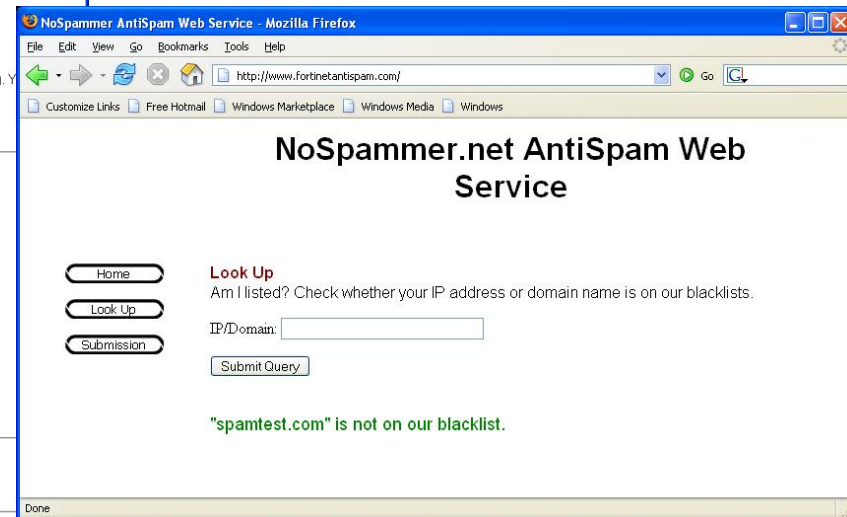 NoSpammer AntiSpam Web Service - Mozilla Firefox
File Edit View Go Bookmarks Tools Help
http://www.fortinetantispam.com/ Go G
Customize Links Free Hotmail Windows Marketplace Windows Media Windows
NoSpammer.net AntiSpam Web
Service
Home
Look Up
Submission
Look Up
Am I listed? Check whether your IP address or domain name is on our blacklists.
IP/Domain:
Submit Query
"spamtest.com" is not on our blacklist.
Done